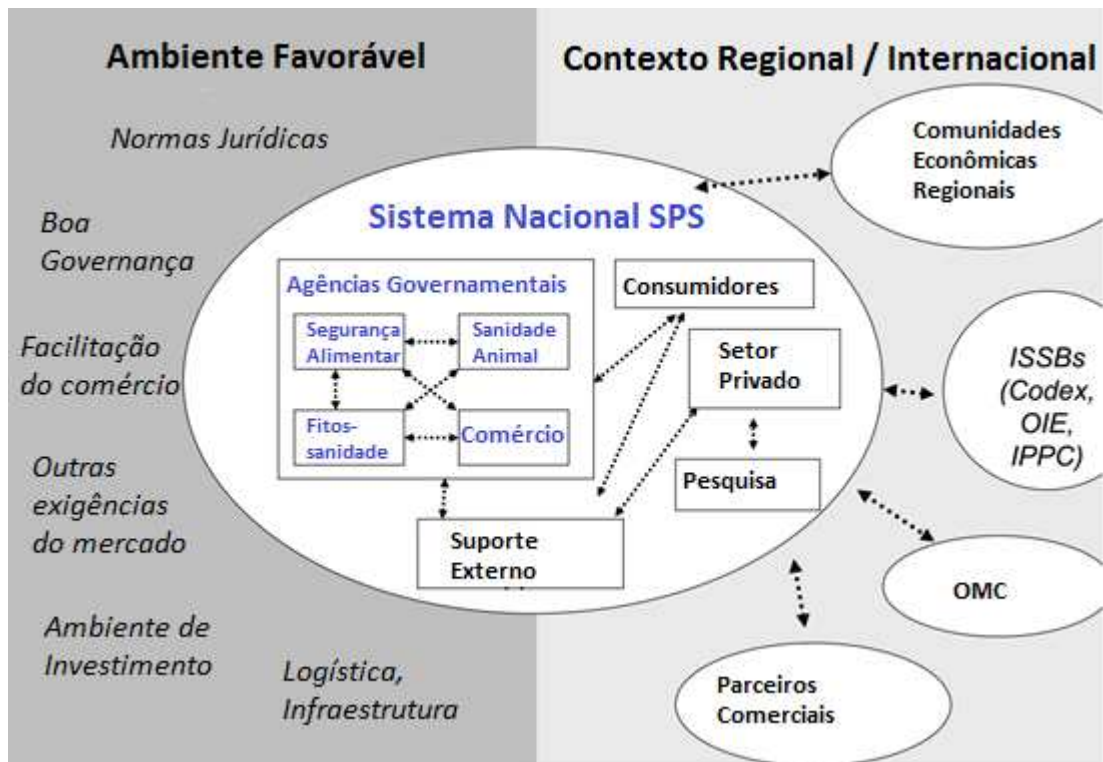 Ambiente Favorável
Normas Jurídicas
Boa
Governança
Facilitação
do comércio
Outras
exigências
do mercado
Ambiente de
Investimento
Logística,
Infraestrutura
Sistema Nacional SPS
Agências Governamentais
Segurança
Alimentar
Sanidade
Animal
Fitos-
sanidade
Comércio
Consumidores
Setor
Privado
Pesquisa
Suporte
Externo
Contexto Regional / Internacional
Comunidades
Econômicas
Regionais
ISSBs
(Codex,
OIE,
IPPC)
OMC
Parceiros
Comerciais